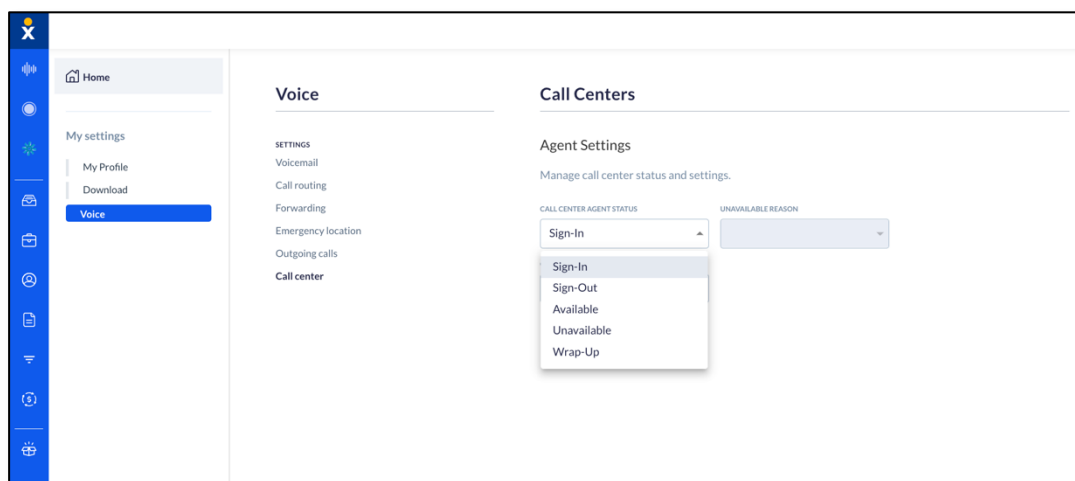 Home
My settings
My Profile
Download
Voice
Voice
SETTINGS
Voicemail
Call routing
Forwarding
Emergency location
Outgoing calls
Call center
Call Centers
Agent Settings
Manage call center status and settings.
CALL CENTER AGENT STATUS
Sign-In
UNAVAILABLE REASON
Sign-In
Sign-Out
Available
Unavailable
Wrap-Up